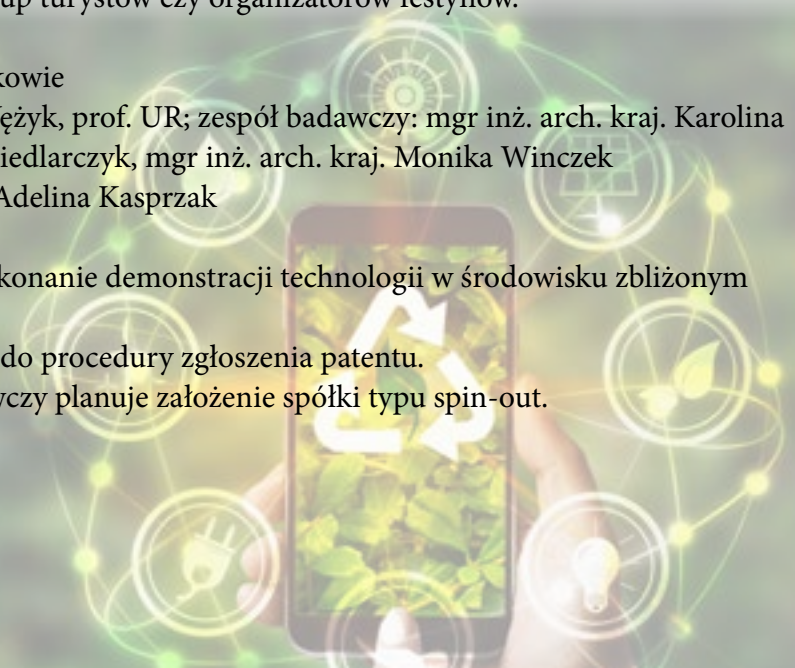 up turystów czy organizatorów festynów.
kowie
ężyk, prof. UR; zespół badawczy: mgr inż. arch. kraj. Karolina
iedlarczyk, mgr inż. arch. kraj. Monika Winczek
Adelina Kasprzak
konanie demonstracji technologii w środowisku zbliżonym
do procedury zgłoszenia patentu.
wczy planuje założenie spółki typu spin-out.